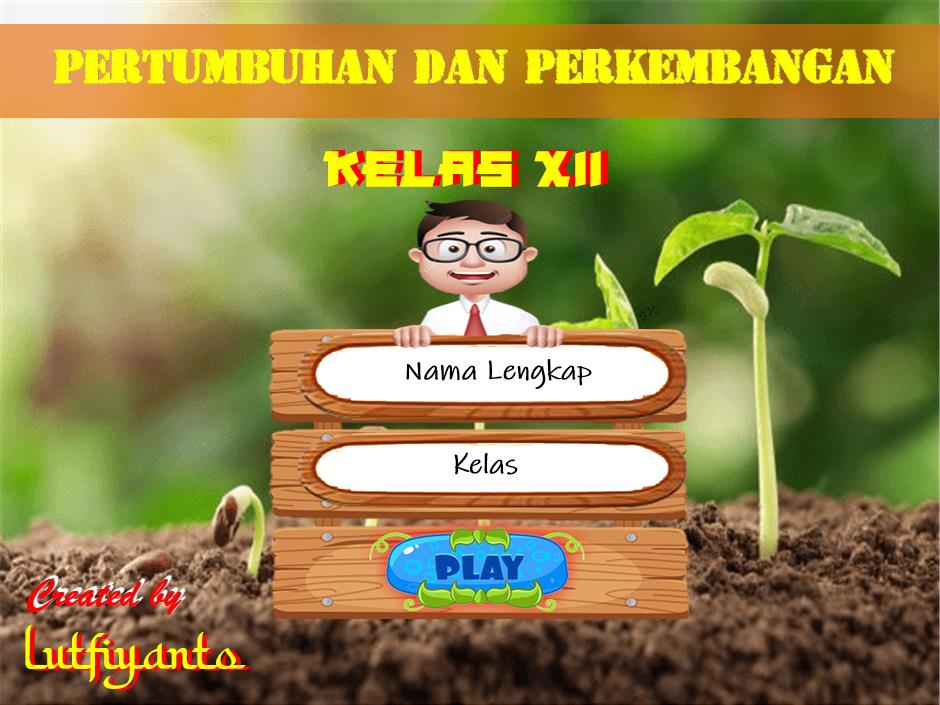 PERTUMBUHAN DAN PERKEMBANGAN
KELAS XII
Nama Lengkap
Kelas
PLAY
Created by
Lutfiyanto